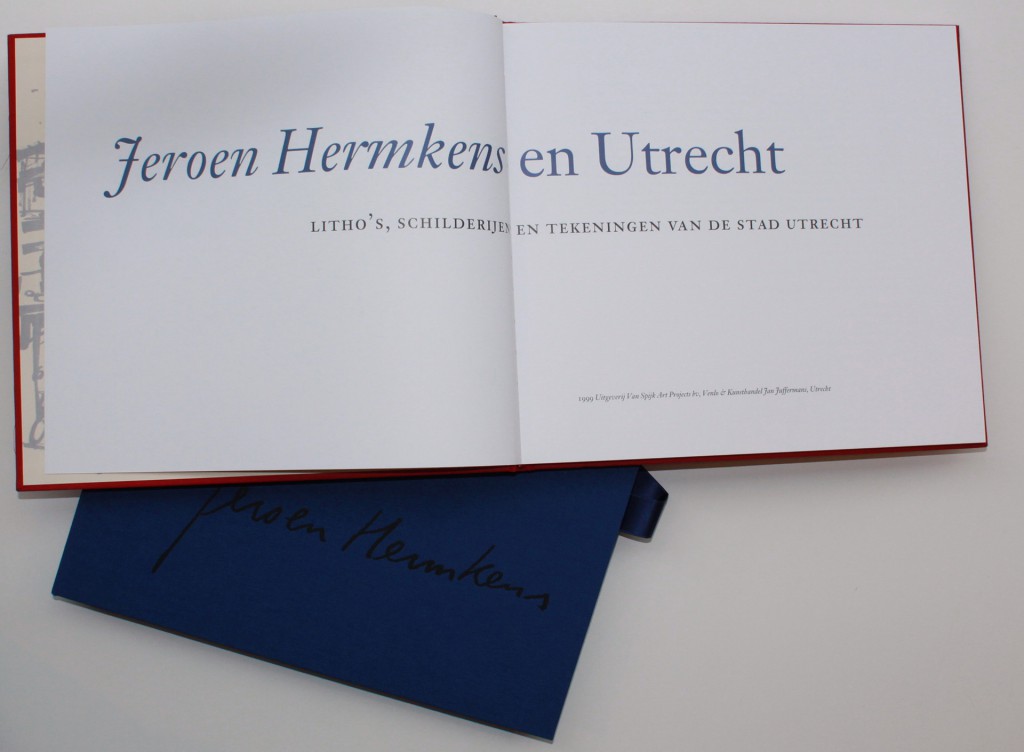 Jeroen Hermkens en Utrecht
LITHO'S, SCHILDERIJEN EN TEKENINGEN VAN DE STAD UTRECHT
1999 Uitgeverij Van Spijk Art Projects bv, Venlo & Kunsthandel Jan Juffermans, Utrecht
Jeroen Hermkens